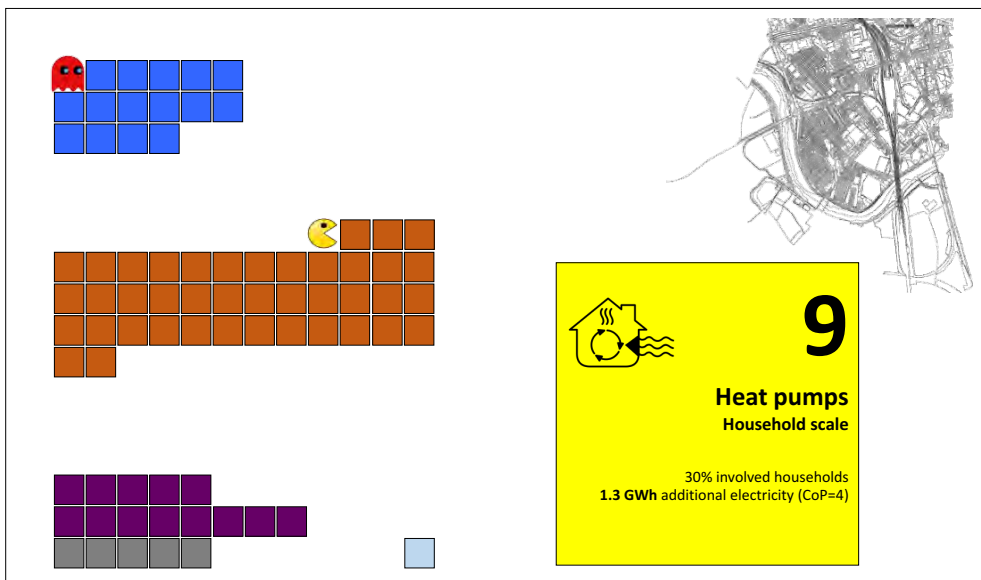 9
Heat pumps
Household scale
30% involved households
1.3 GWh additional electricity (CoP=4)